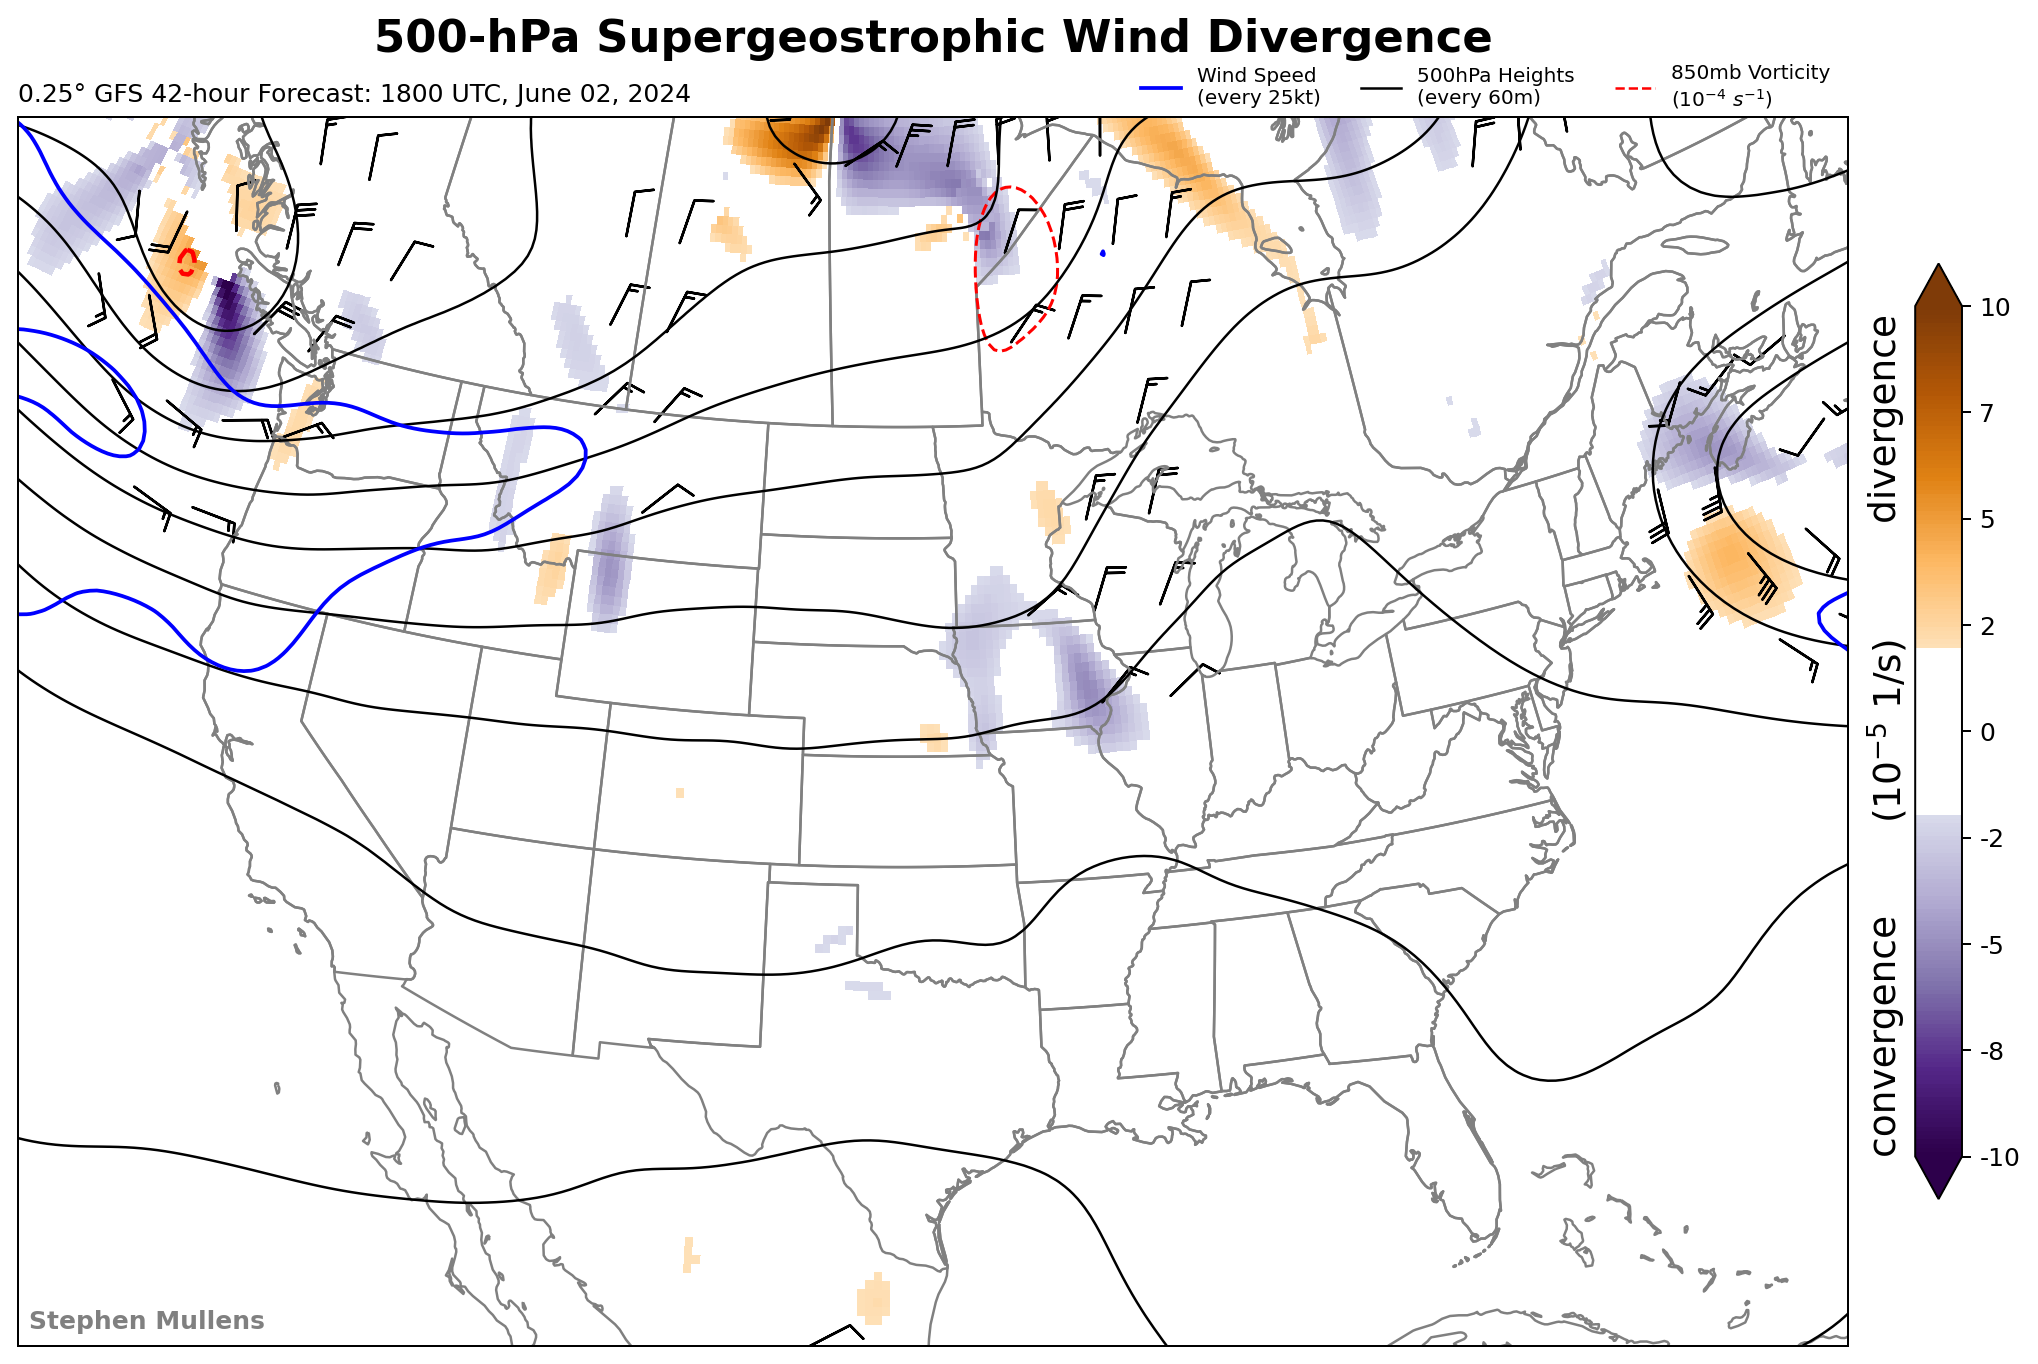 500-hPa Supergeostrophic Wind Divergence
0.25° GFS 42-hour Forecast: 1800 UTC, June 02, 2024
Wind Speed
(every 25kt)
500hPa Heights
(every 60m)
850mb Vorticity
(10⁻⁴ s⁻¹)
10
7
5
2
0
-2
-5
-8
-10
convergence (10⁻⁵ 1/s) divergence
Stephen Mullens